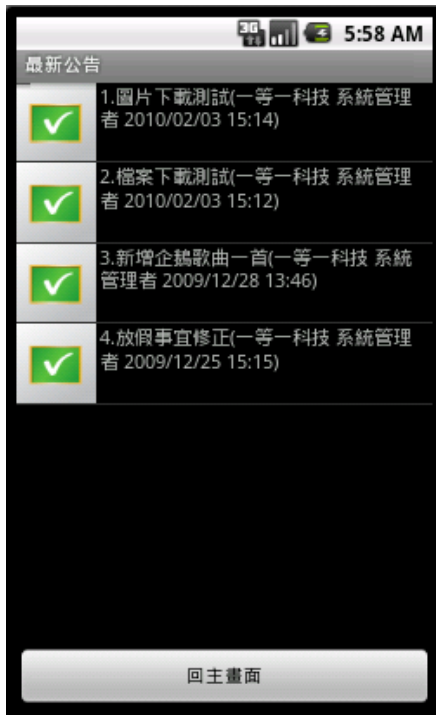 3G 5:58 AM
最新公告
1.圖片下載測試(一等一科技 系統管理
者 2010/02/03 15:14)
2.檔案下載測試(一等一科技 系統管理
者 2010/02/03 15:12)
3.新增企鵝歌曲一首(一等一科技 系統
管理者 2009/12/28 13:46)
4.放假事宜修正(一等一科技 系統管理
者 2009/12/25 15:15)
回主畫面